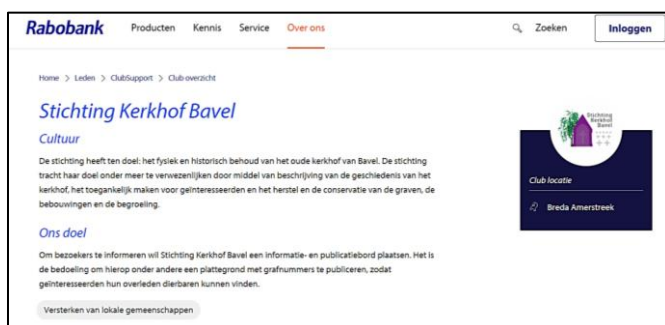 Rabobank Producten Kennis Service Over ons Zoeken Inloggen
Home > Leden > ClubSupport > Club overzicht
Stichting Kerkhof Bavel
Cultuur
De stichting heeft ten doel: het fysiek en historisch behoud van het oude kerkhof van Bavel. De stichting
tracht haar doel onder meer te verwezenlijken door middel van beschrijving van de geschiedenis van het
kerkhof, het toegankelijk maken voor geïnteresseerden en het herstel en de conservatie van de graven, de
bebouwingen en de begroeiing.
Ons doel
Om bezoekers te informeren wil Stichting Kerkhof Bavel een informatie- en publicatiebord plaatsen. Het is
de bedoeling om hierop onder andere een plattegrond met grafnummers te publiceren, zodat
geïnteresseerden hun overleden dierbaren kunnen vinden.
Versterken van lokale gemeenschappen
Stichting
Kerkhof
Bavel
Club locatie
Breda Amerstreek